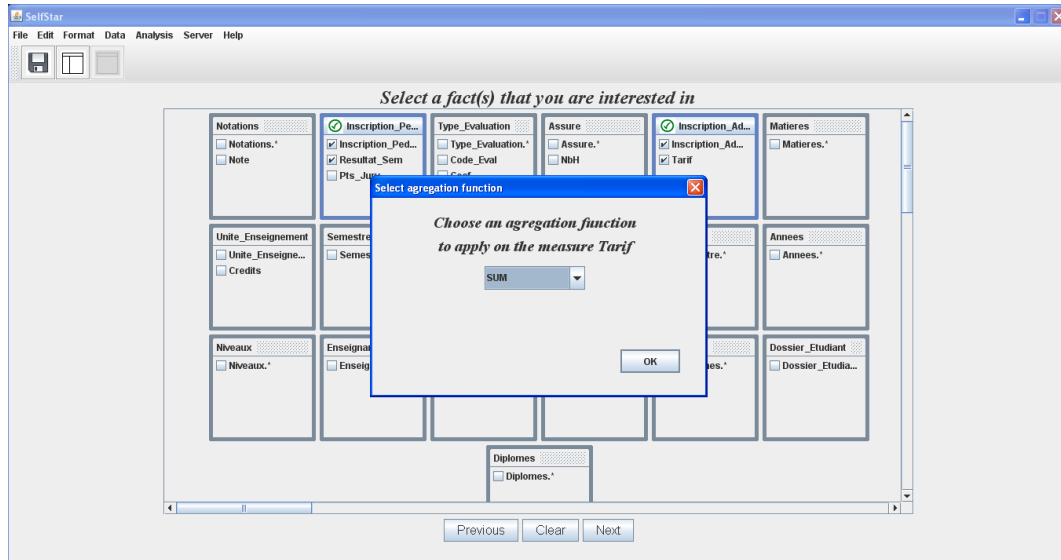 SelfStar
File Edit Format Data Analysis Server Help
Select a fact(s) that you are interested in
Notations
Notations.*
Note
Inscription_Pe...
Inscription_Ped...
Resultat_Sem
Pts_Jury
Type_Evaluation
Type_Evaluation.*
Code_Eval
Coef
Assure
Assure.*
NbH
Inscription_Ad...
Inscription_Ad...
Tarif
Matieres
Matieres.*
Select agregation function
Choose an agregation function
to apply on the measure Tarif
SUM
OK
Unite_Enseignement
Unite_Enseigne...
Credits
Semestre
Semes
tre.*
Annees
Annees.*
Niveaux
Niveaux.*
Enseignan
Enseig
nes.*
Dossier_Etudiant
Dossier_Etudia...
Diplomes
Diplomes.*
Previous Clear Next